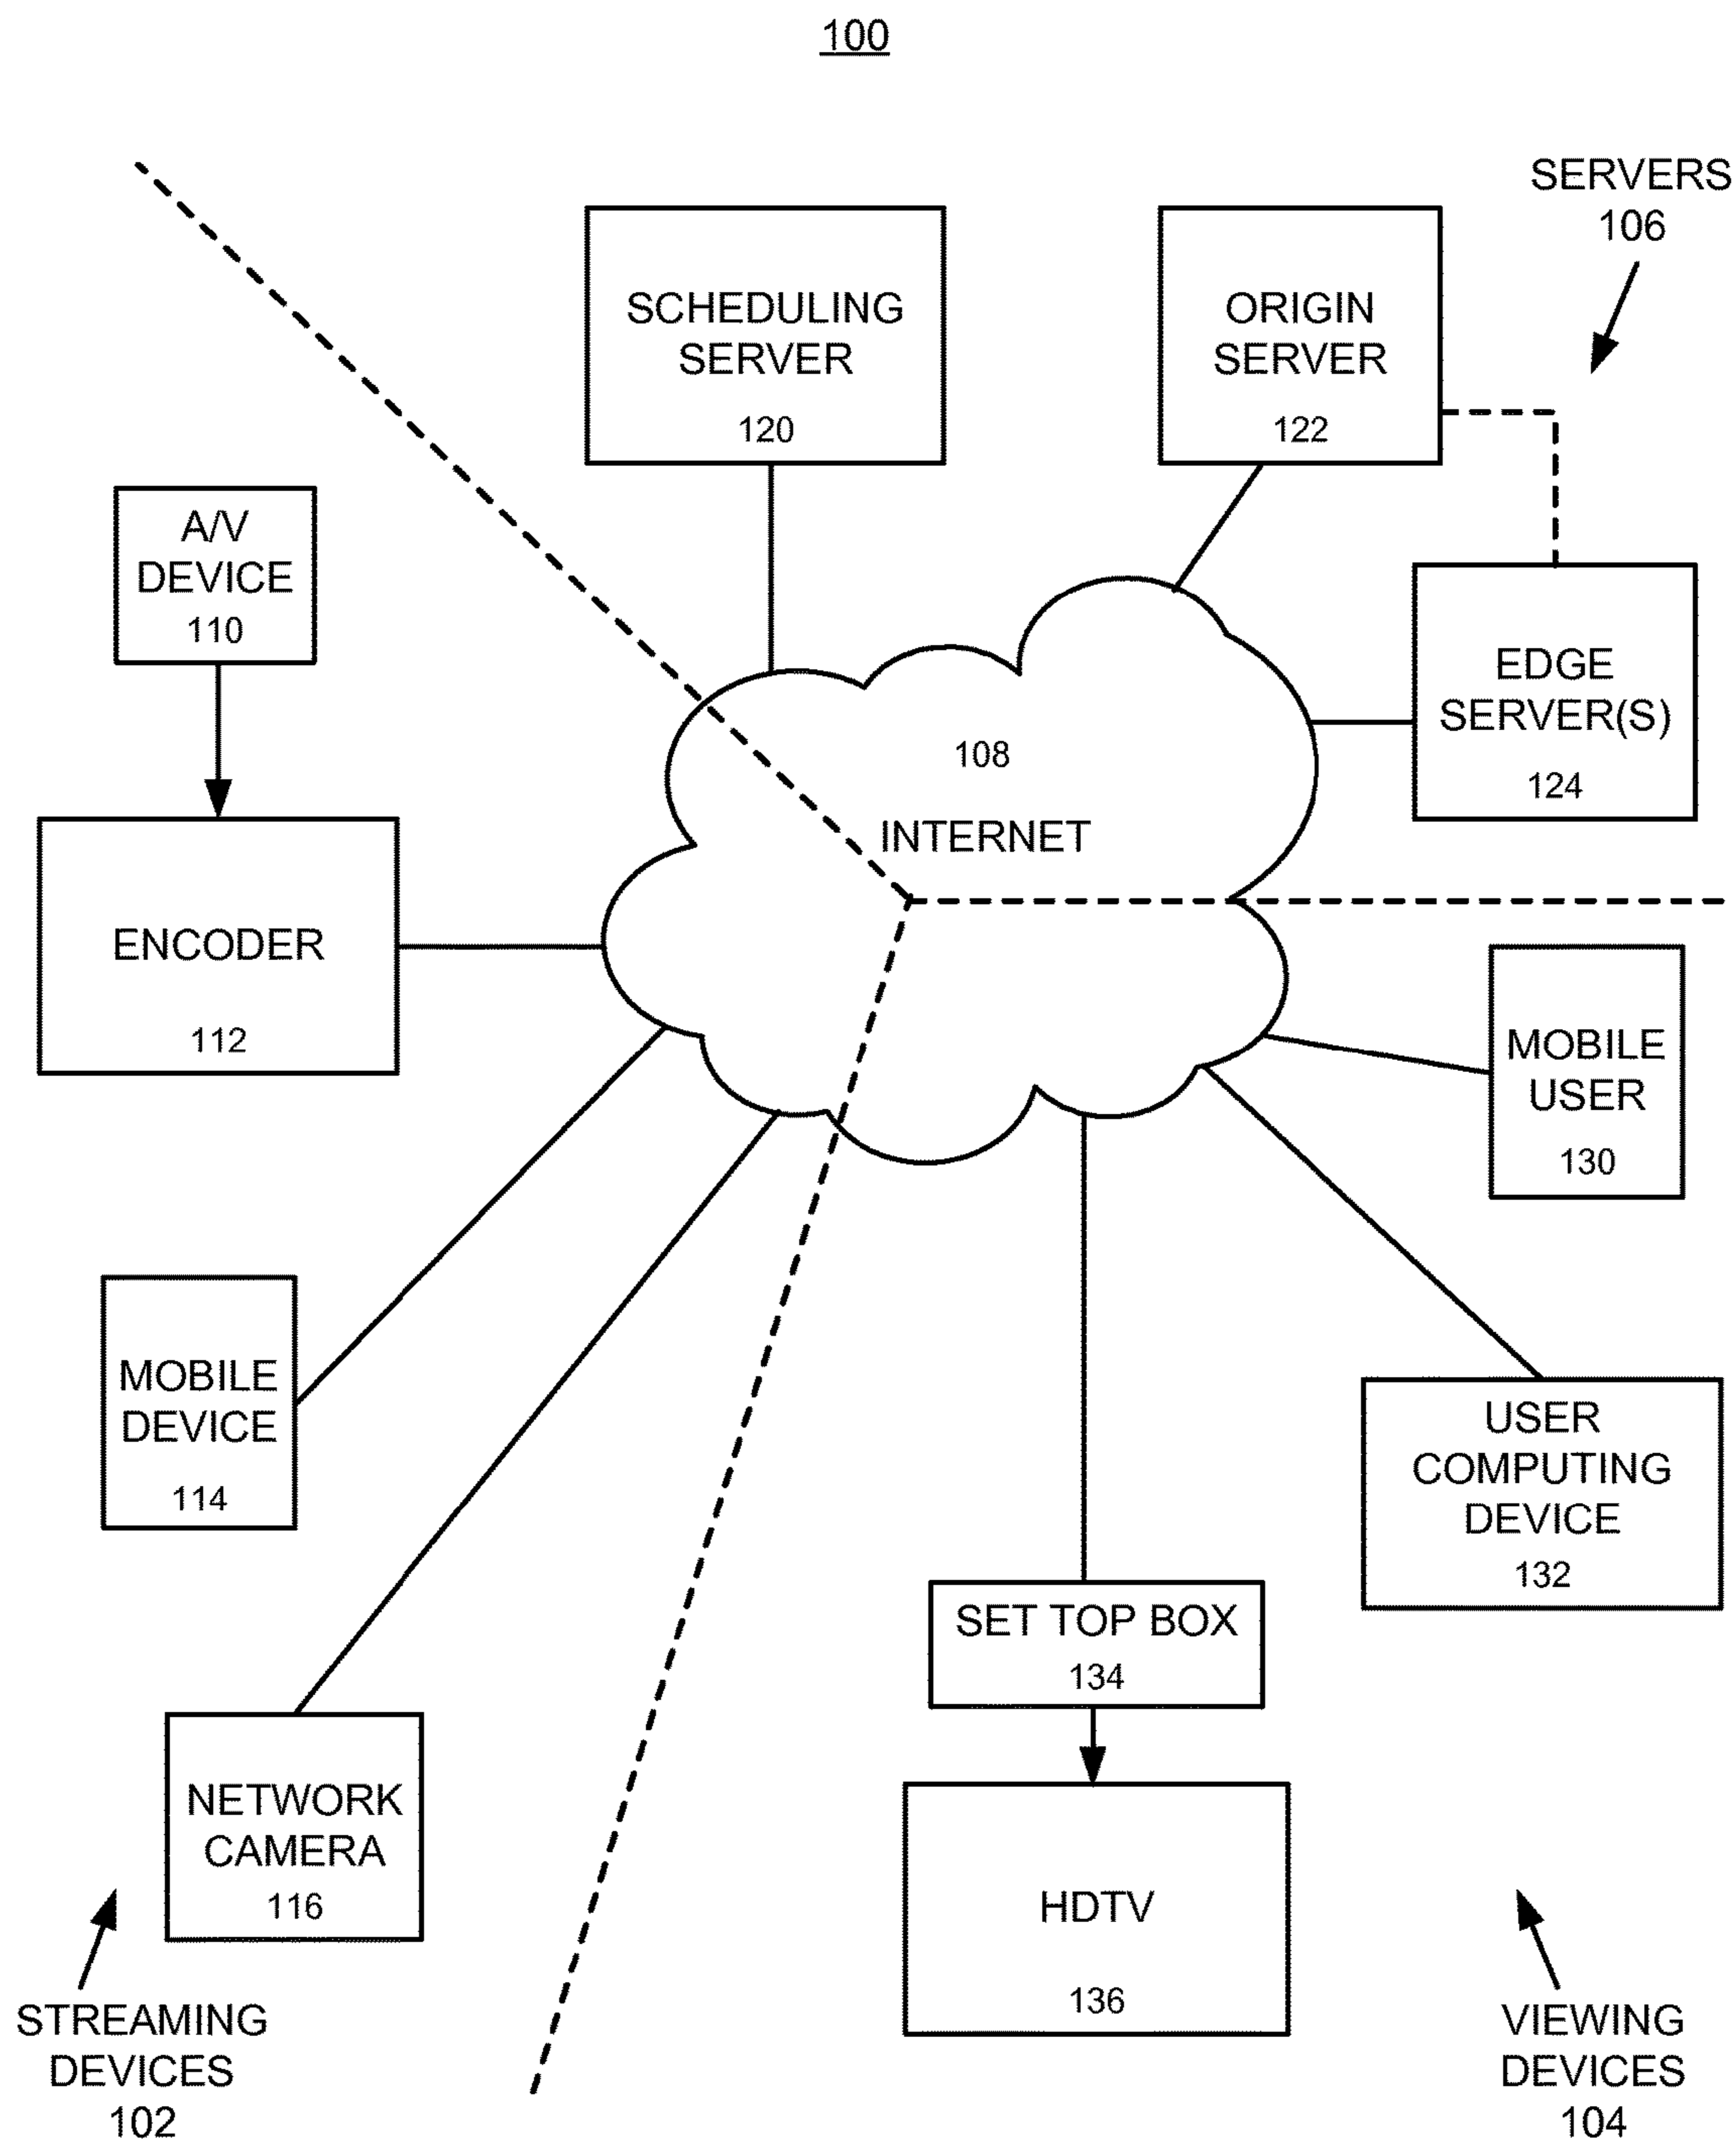 100
SERVERS
106
SCHEDULING
SERVER
120
ORIGIN
SERVER
122
A/V
DEVICE
110
EDGE
SERVER(S)
124
108
INTERNET
ENCODER
112
MOBILE
USER
130
MOBILE
DEVICE
114
USER
COMPUTING
DEVICE
132
SET TOP BOX
134
NETWORK
CAMERA
116
HDTV
136
STREAMING
DEVICES
102
VIEWING
DEVICES
104